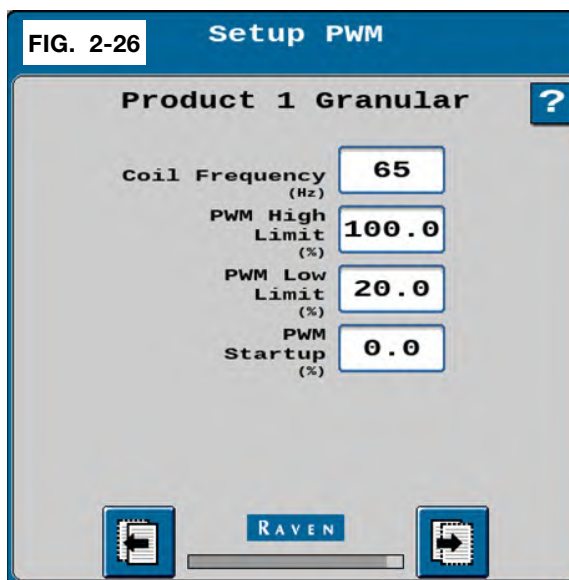 FIG. 2-26
Setup PWM
Product 1 Granular
?
Coil Frequency
(Hz)
65
PWM High
Limit
(%)
100.0
PWM Low
Limit
(%)
20.0
PWM
Startup
(%)
0.0
RAVEN